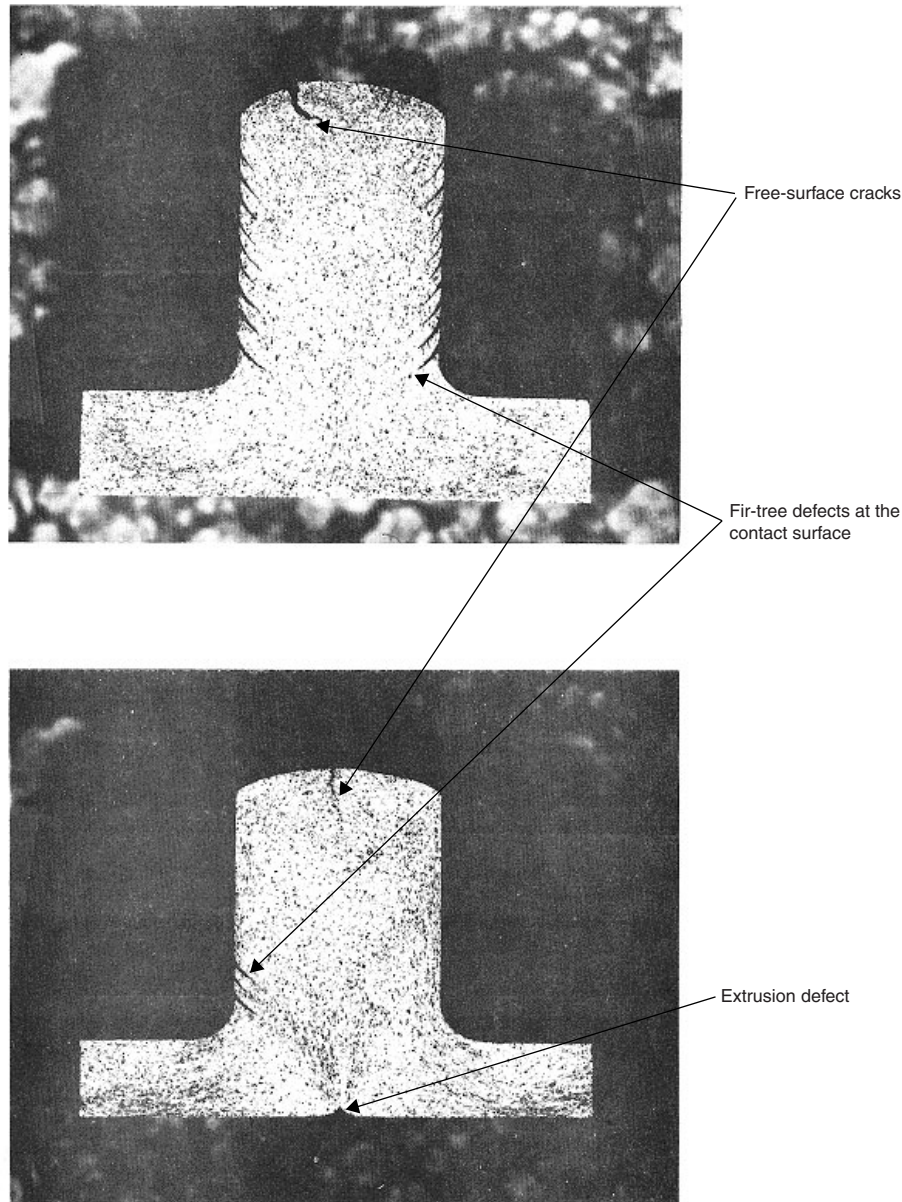 Free-surface cracks
Fir-tree defects at the
contact surface
Extrusion defect